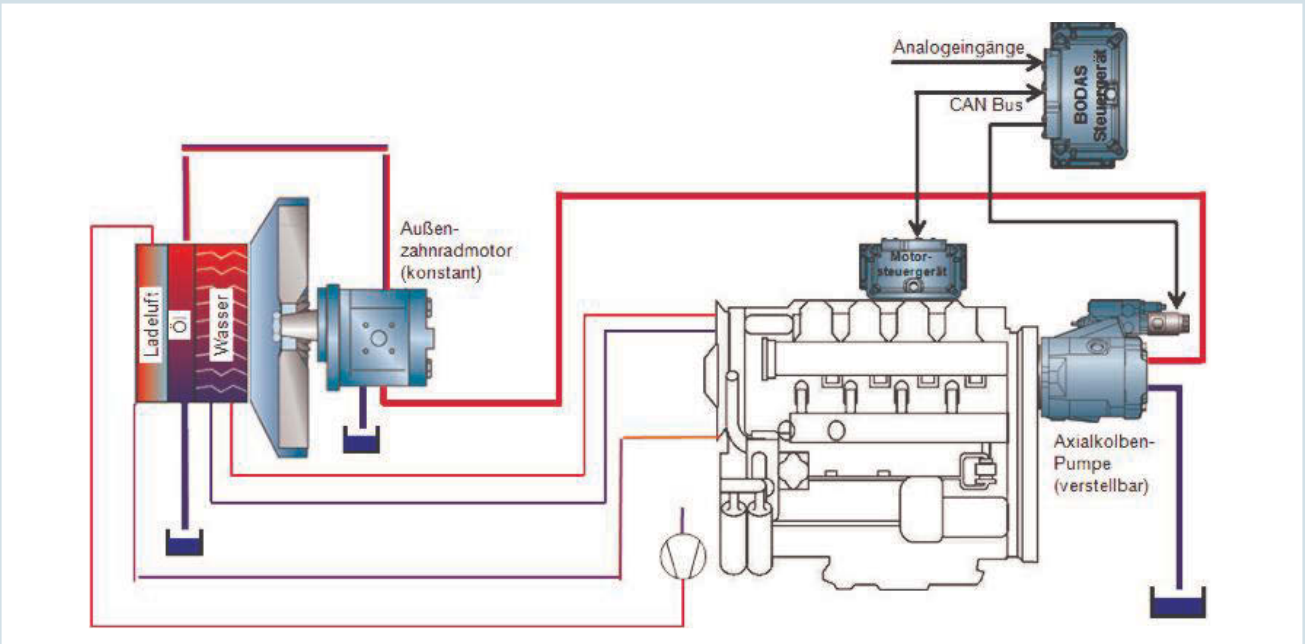 Analogeingänge
CAN Bus
BODAS
Steuergerät
Außen-
zahnradmotor
(konstant)
Motor-
steuergerät
Ladeluft
Öl
Wasser
Axialkolben-
Pumpe
(verstellbar)